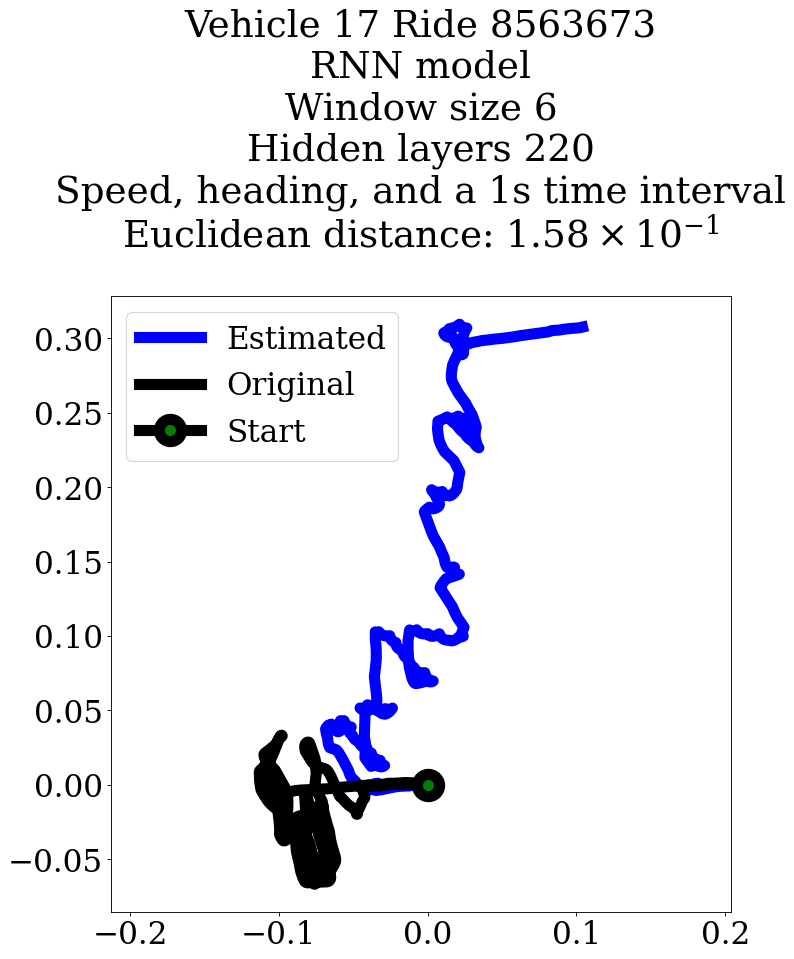 Vehicle 17 Ride 8563673
RNN model
Window size 6
Hidden layers 220
Speed, heading, and a 1s time interval
Euclidean distance: 1.58 × 10⁻¹
Estimated
Original
Start
0.30
0.25
0.20
0.15
0.10
0.05
0.00
−0.05
−0.2 −0.1 0.0 0.1 0.2